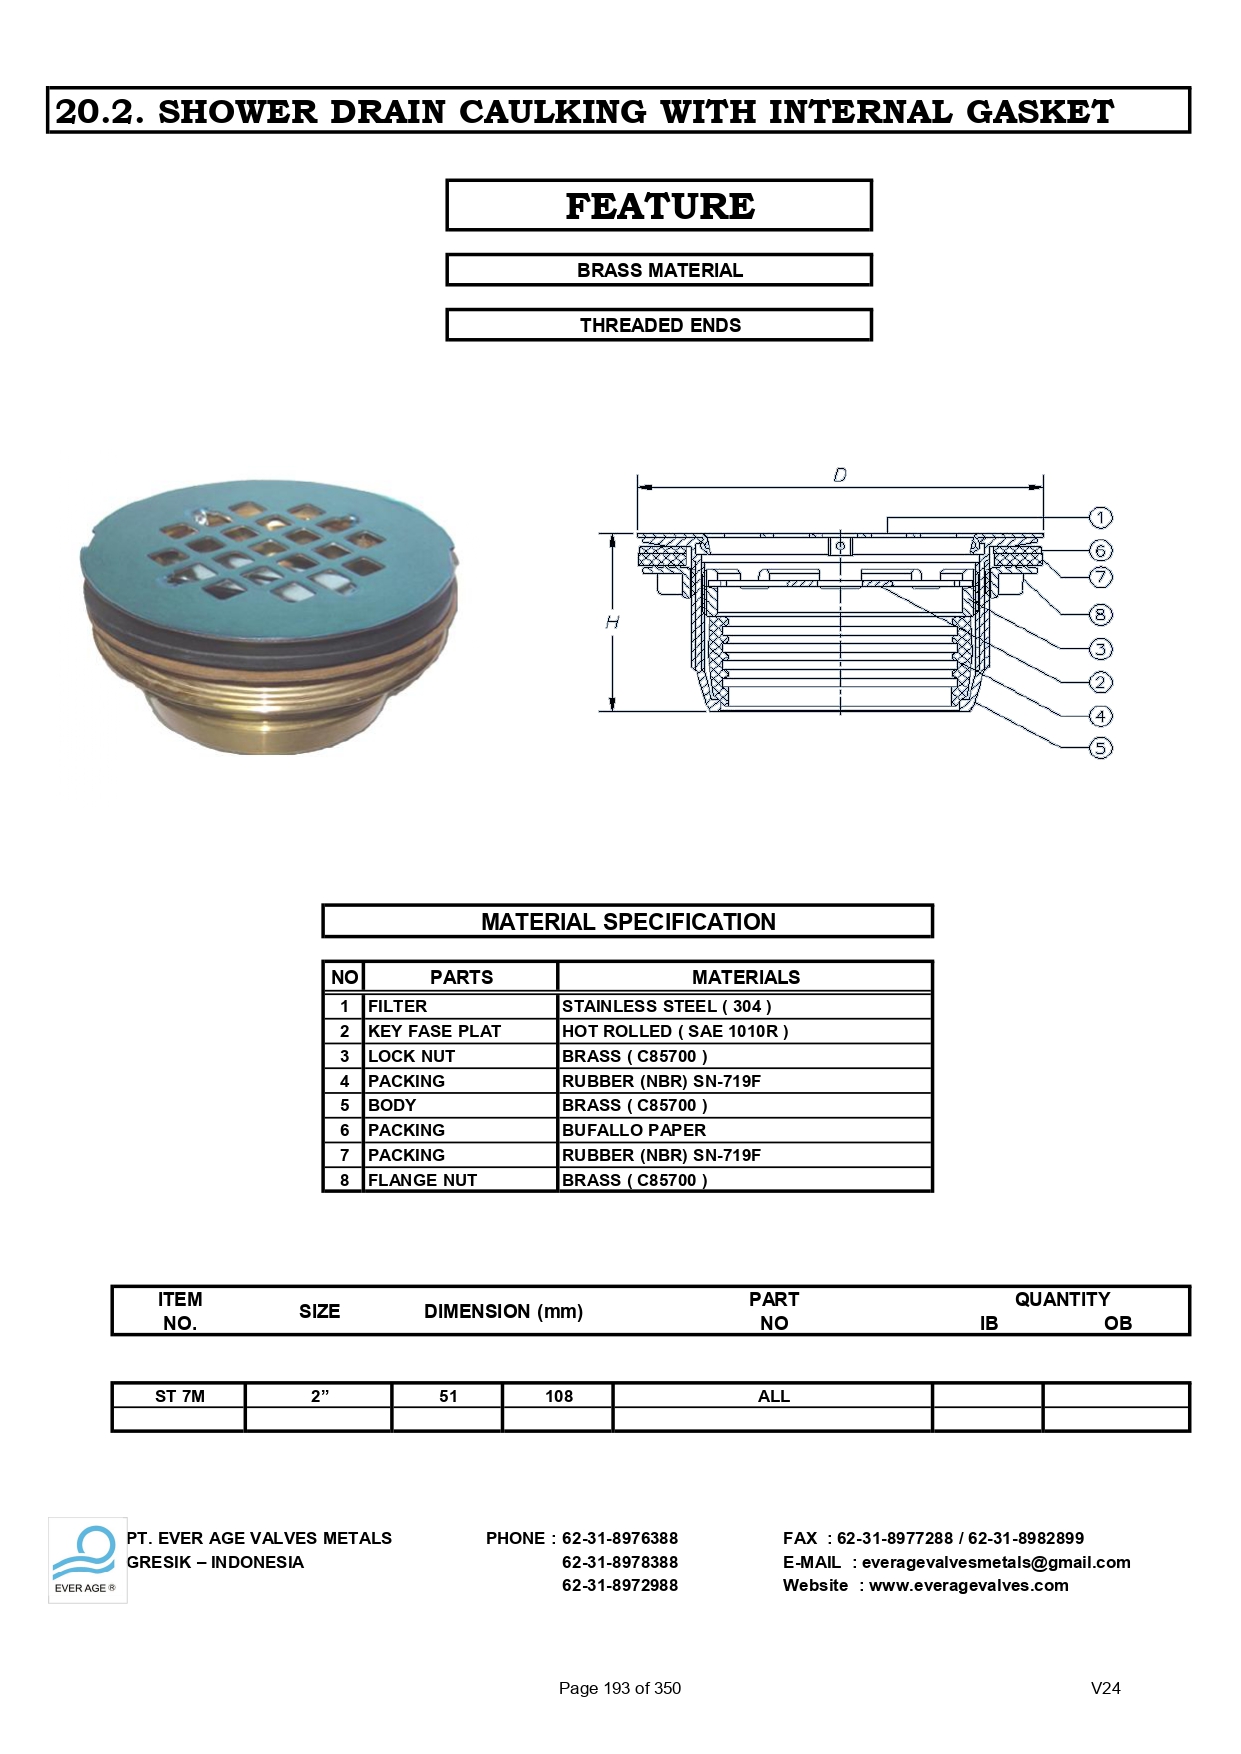 20.2. SHOWER DRAIN CAULKING WITH INTERNAL GASKET
FEATURE
BRASS MATERIAL
THREADED ENDS
D
H
1
6
7
8
3
2
4
5
MATERIAL SPECIFICATION
NO PARTS MATERIALS
1 FILTER STAINLESS STEEL ( 304 )
2 KEY FASE PLAT HOT ROLLED ( SAE 1010R )
3 LOCK NUT BRASS ( C85700 )
4 PACKING RUBBER (NBR) SN-719F
5 BODY BRASS ( C85700 )
6 PACKING BUFALLO PAPER
7 PACKING RUBBER (NBR) SN-719F
8 FLANGE NUT BRASS ( C85700 )
ITEM NO. SIZE DIMENSION (mm) PART NO QUANTITY
IB OB
ST 7M 2” 51 108 ALL
EVER AGE ®
PT. EVER AGE VALVES METALS PHONE : 62-31-8976388 FAX : 62-31-8977288 / 62-31-8982899
GRESIK – INDONESIA 62-31-8978388 E-MAIL : everagevalvesmetals@gmail.com
62-31-8972988 Website : www.everagevalves.com
Page 193 of 350 V24